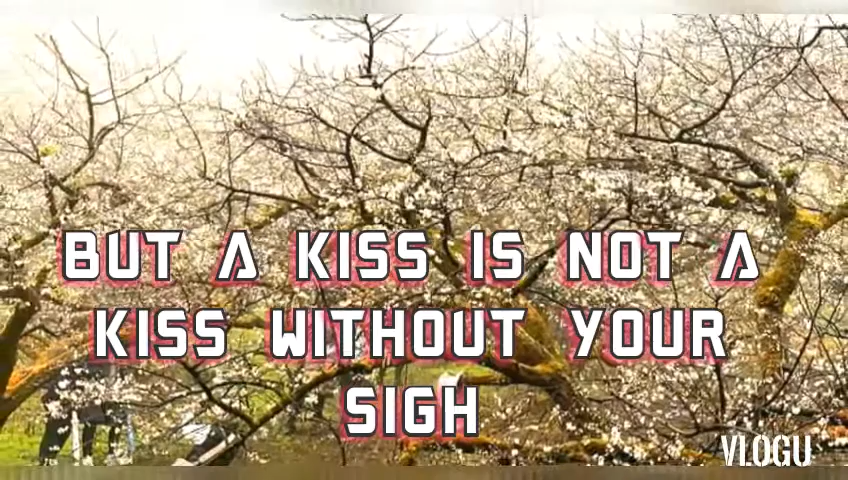 BUT A KISS IS NOT A
KISS WITHOUT YOUR
SIGH
VLOGU